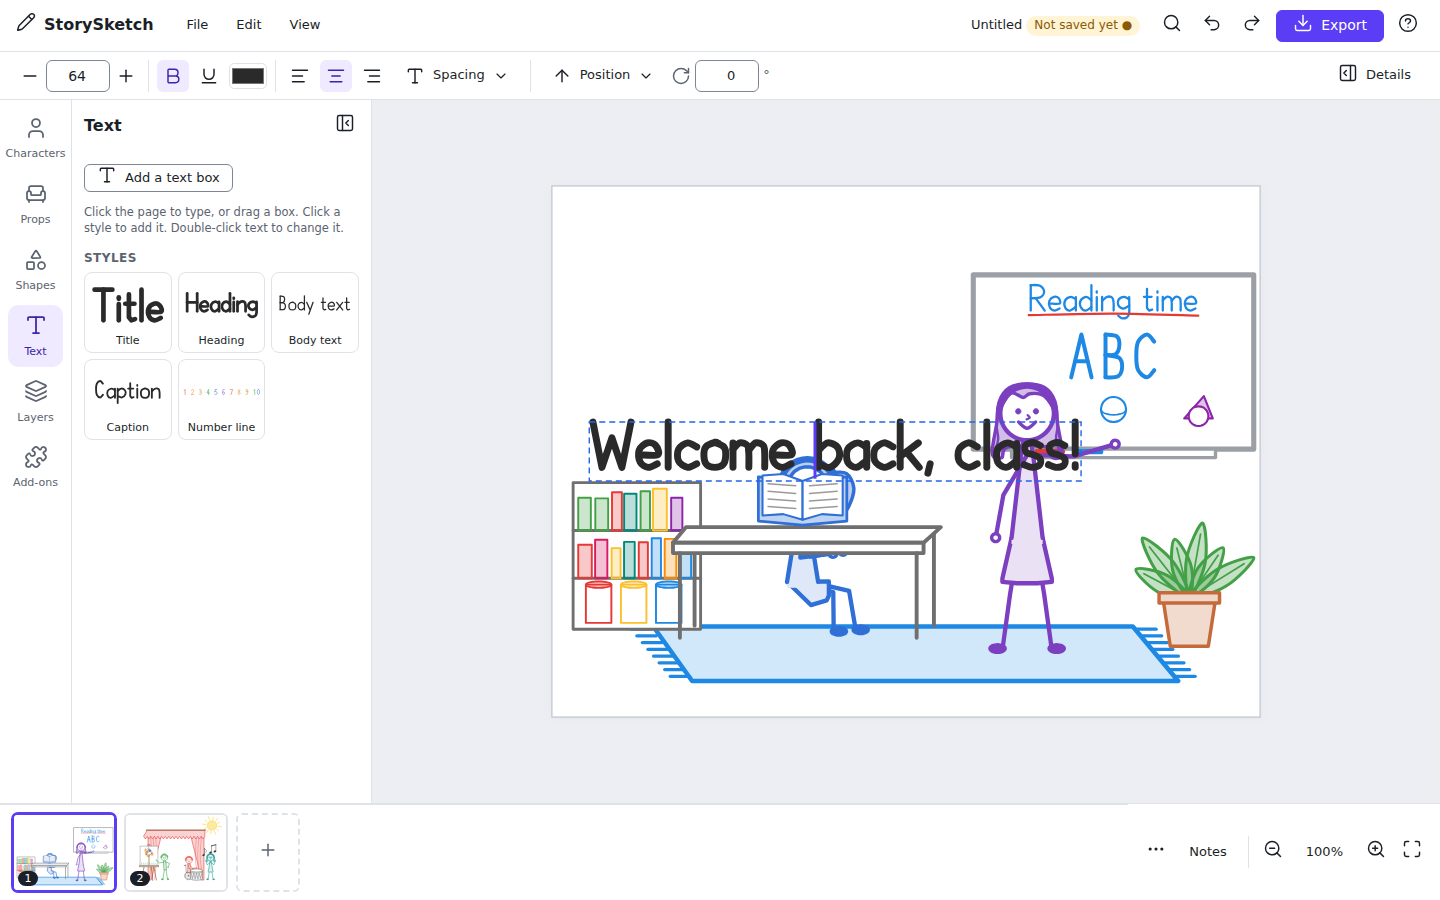 StorySketch File Edit View Untitled Not saved yet Export
64 B U Spacing Position 0 ° Details
Characters
Props
Shapes
Text
Layers
Add-ons
Text
Add a text box
Click the page to type, or drag a box. Click a
style to add it. Double-click text to change it.
STYLES
Title Heading Body text
Title Heading Body text
Caption 1 2 3 4 5 6 7 8 9 10
Caption Number line
Reading time
A B C
Welcome back, class!
Reading time
ABC
1 2
Notes 100%